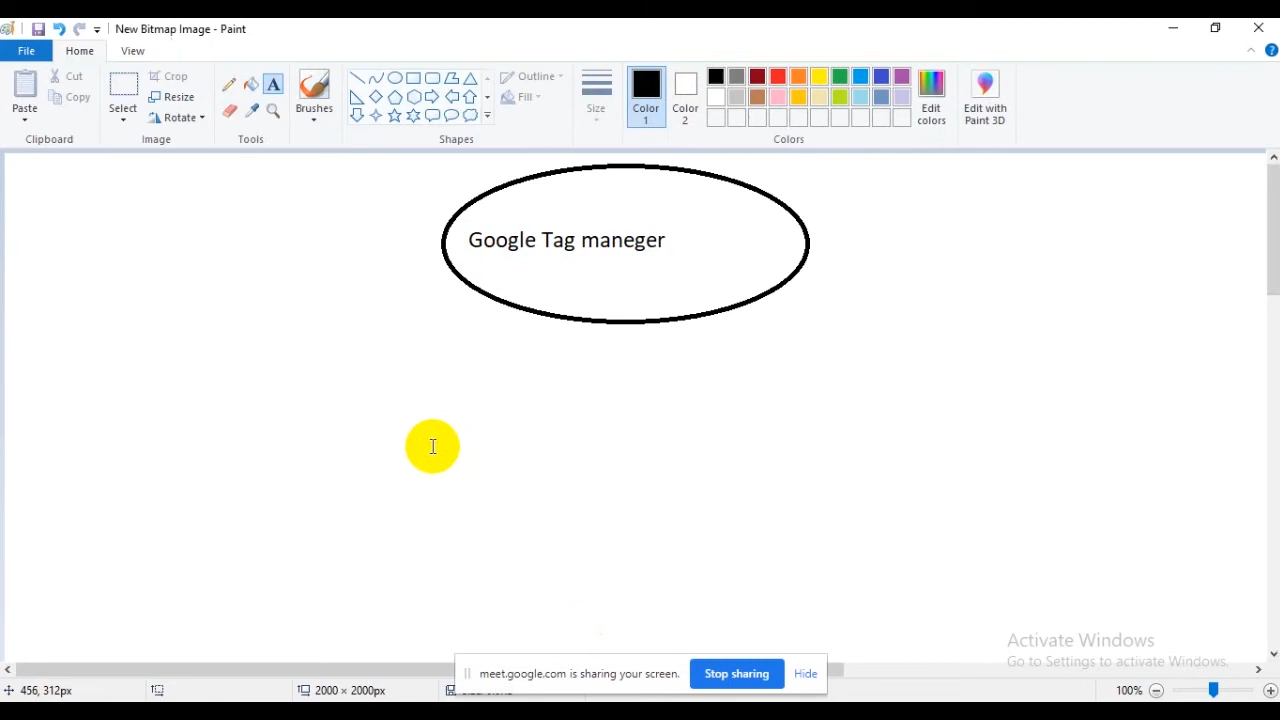 New Bitmap Image - Paint
File Home View
Paste
Cut
Copy
Clipboard
Select
Crop
Resize
Rotate
Image
A
Tools
Brushes
Shapes
Outline
Fill
Size
Color 1
Color 2
Edit colors
Colors
Edit with Paint 3D
Google Tag maneger
Activate Windows
Go to Settings to activate Windows.
meet.google.com is sharing your screen. Stop sharing Hide
456, 312px 2000 × 2000px 100%